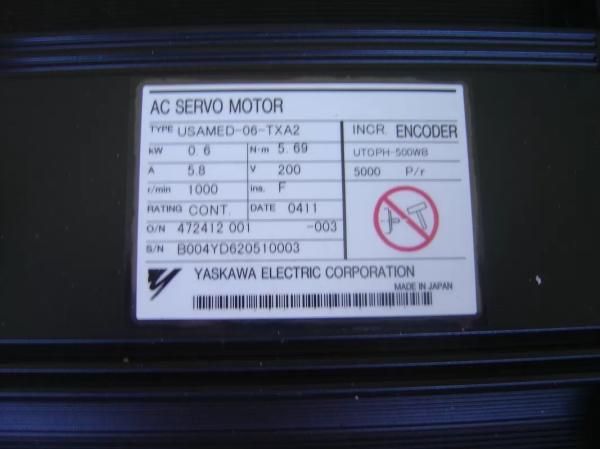 AC SERVO MOTOR
TYPE USAMED-06-TXA2
kW 0.6 N·m 5.69
A 5.8 V 200
r/min 1000 ins. F
RATING CONT. DATE 0411
O/N 472412 001 -003
S/N B004YD620510003
INCR. ENCODER
UTOPH-500WB
5000 P/r
YASKAWA ELECTRIC CORPORATION
MADE IN JAPAN